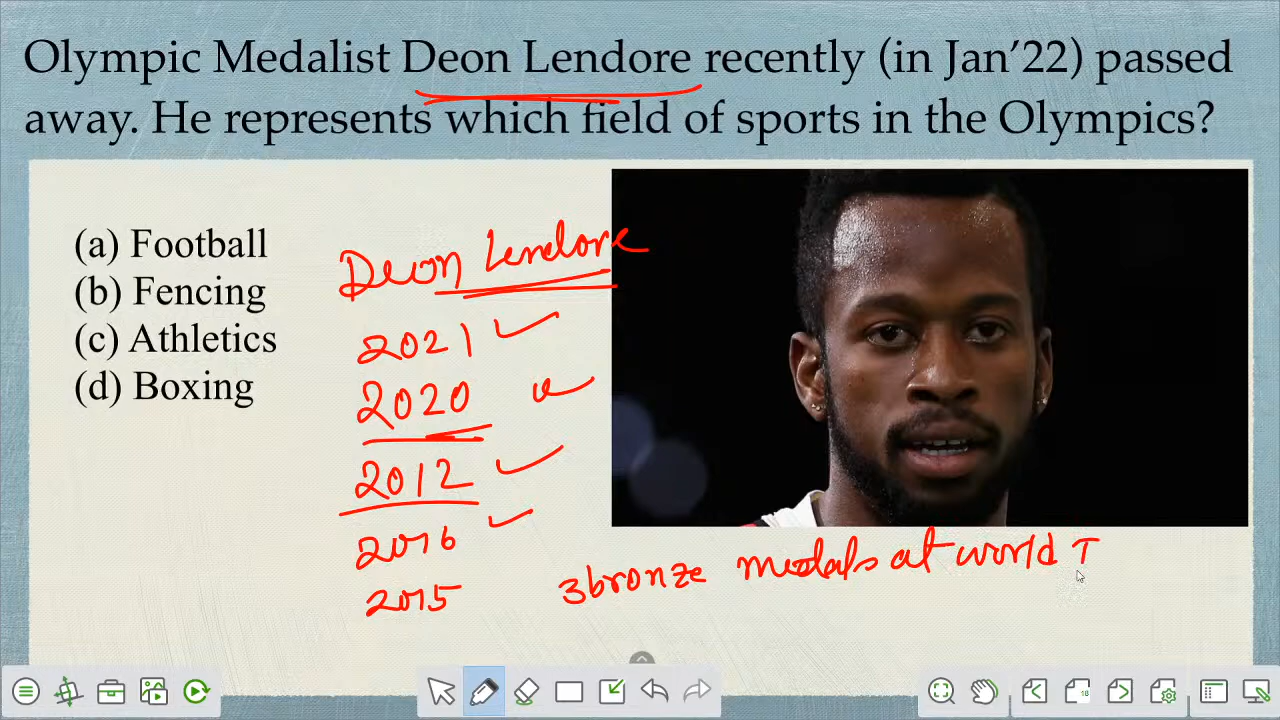 Olympic Medalist Deon Lendore recently (in Jan'22) passed
away. He represents which field of sports in the Olympics?
(a) Football
(b) Fencing
(c) Athletics
(d) Boxing
Deon Lendore
2021
2020
2012
2016
2015
3bronze medals at world T
18